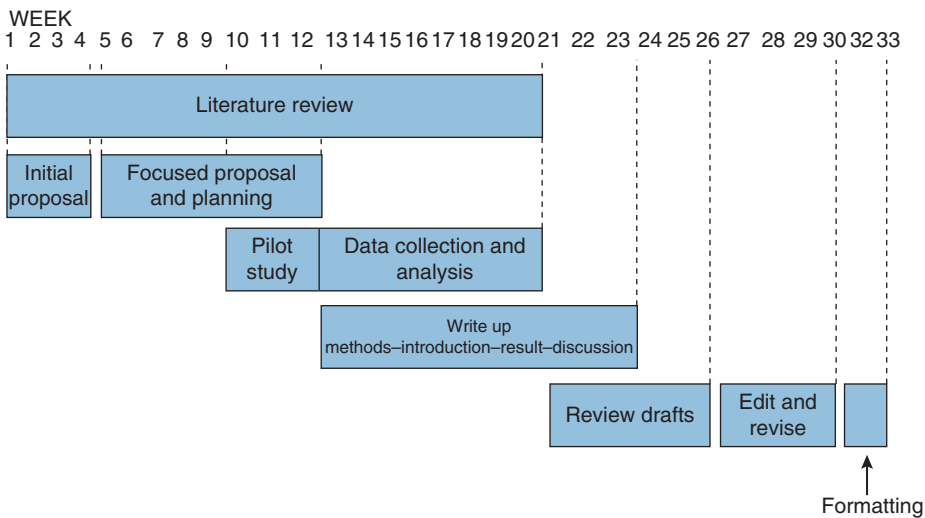 WEEK
1 2 3 4 5 6 7 8 9 10 11 12 13 14 15 16 17 18 19 20 21 22 23 24 25 26 27 28 29 30 32 33
Literature review
Initial
proposal
Focused proposal
and planning
Pilot
study
Data collection and
analysis
Write up
methods–introduction–result–discussion
Review drafts
Edit and
revise
Formatting